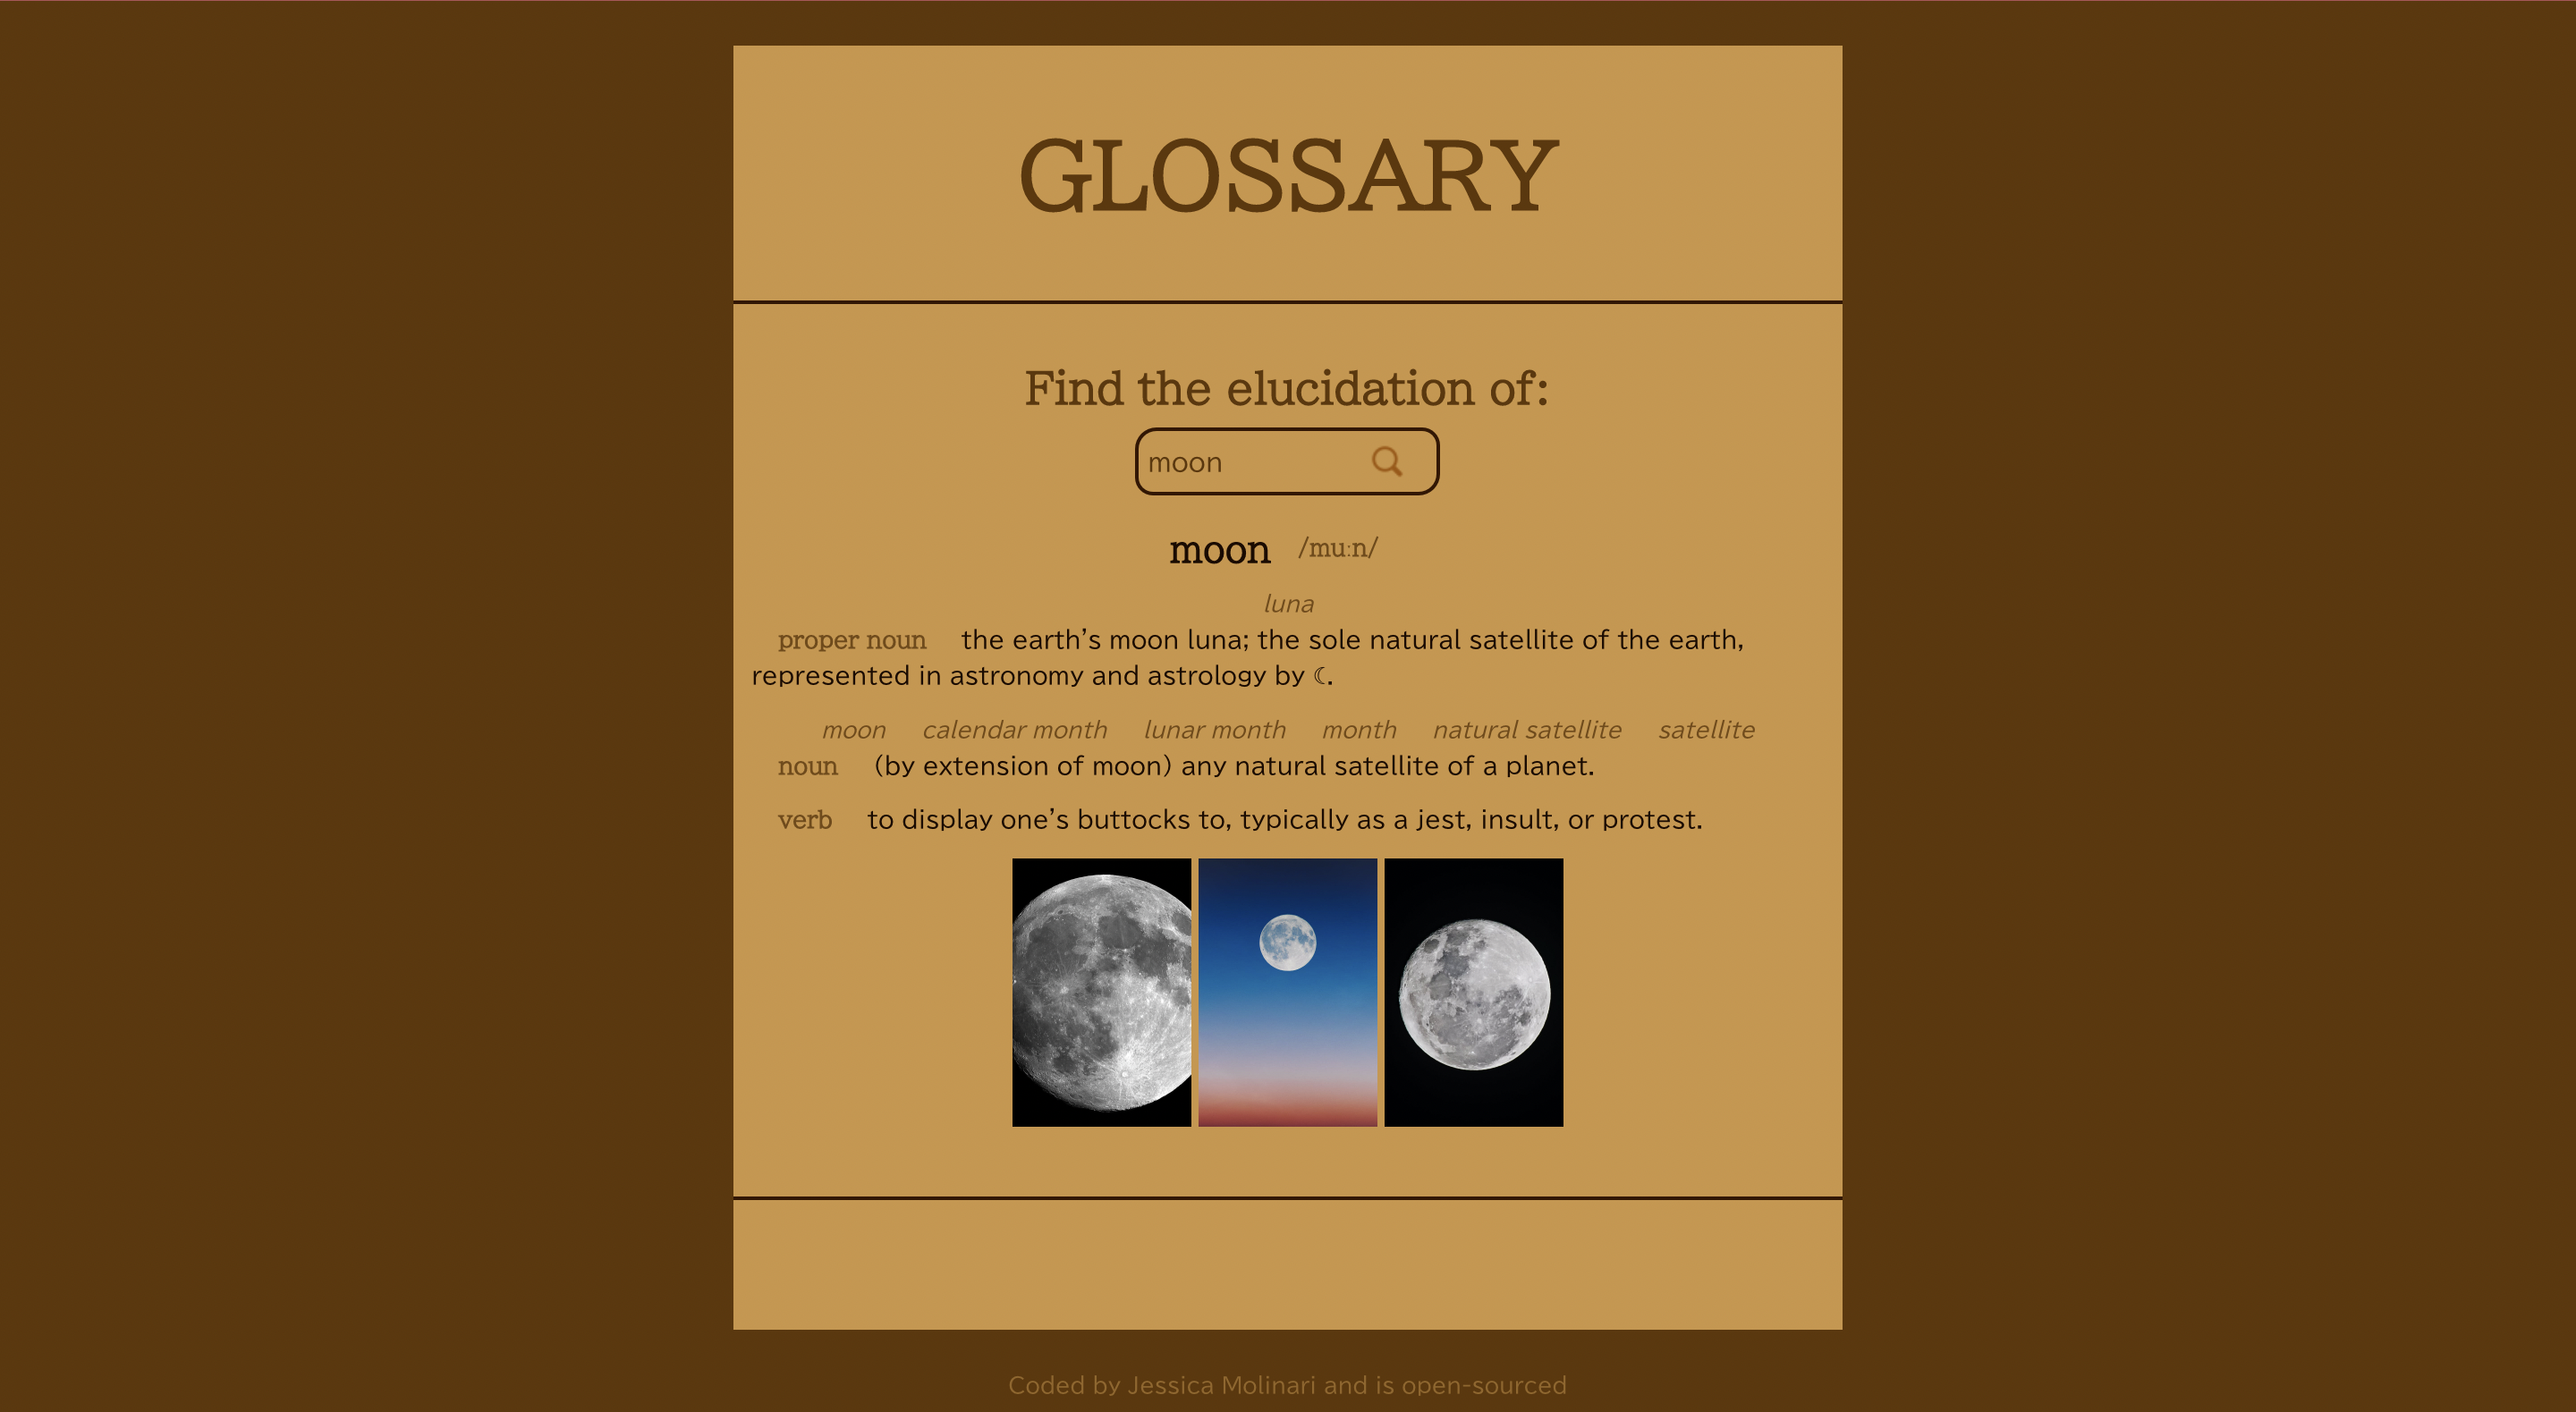 GLOSSARY
Find the elucidation of:
moon
moon /muːn/
luna
proper noun the earth’s moon luna; the sole natural satellite of the earth,
represented in astronomy and astrology by ☾.
moon calendar month lunar month month natural satellite satellite
noun (by extension of moon) any natural satellite of a planet.
verb to display one’s buttocks to, typically as a jest, insult, or protest.
Coded by Jessica Molinari and is open-sourced